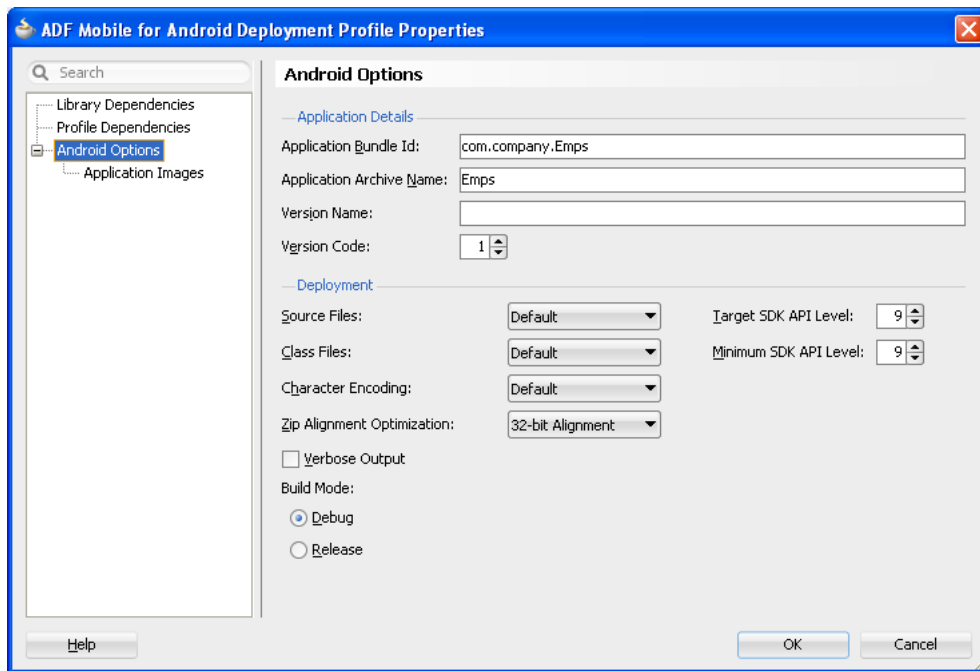 ADF Mobile for Android Deployment Profile Properties
Search
Library Dependencies
Profile Dependencies
Android Options
Application Images
Android Options
Application Details
Application Bundle Id: com.company.Emps
Application Archive Name: Emps
Version Name:
Version Code: 1
Deployment
Source Files: Default Target SDK API Level: 9
Class Files: Default Minimum SDK API Level: 9
Character Encoding: Default
Zip Alignment Optimization: 32-bit Alignment
Verbose Output
Build Mode:
Debug
Release
Help OK Cancel